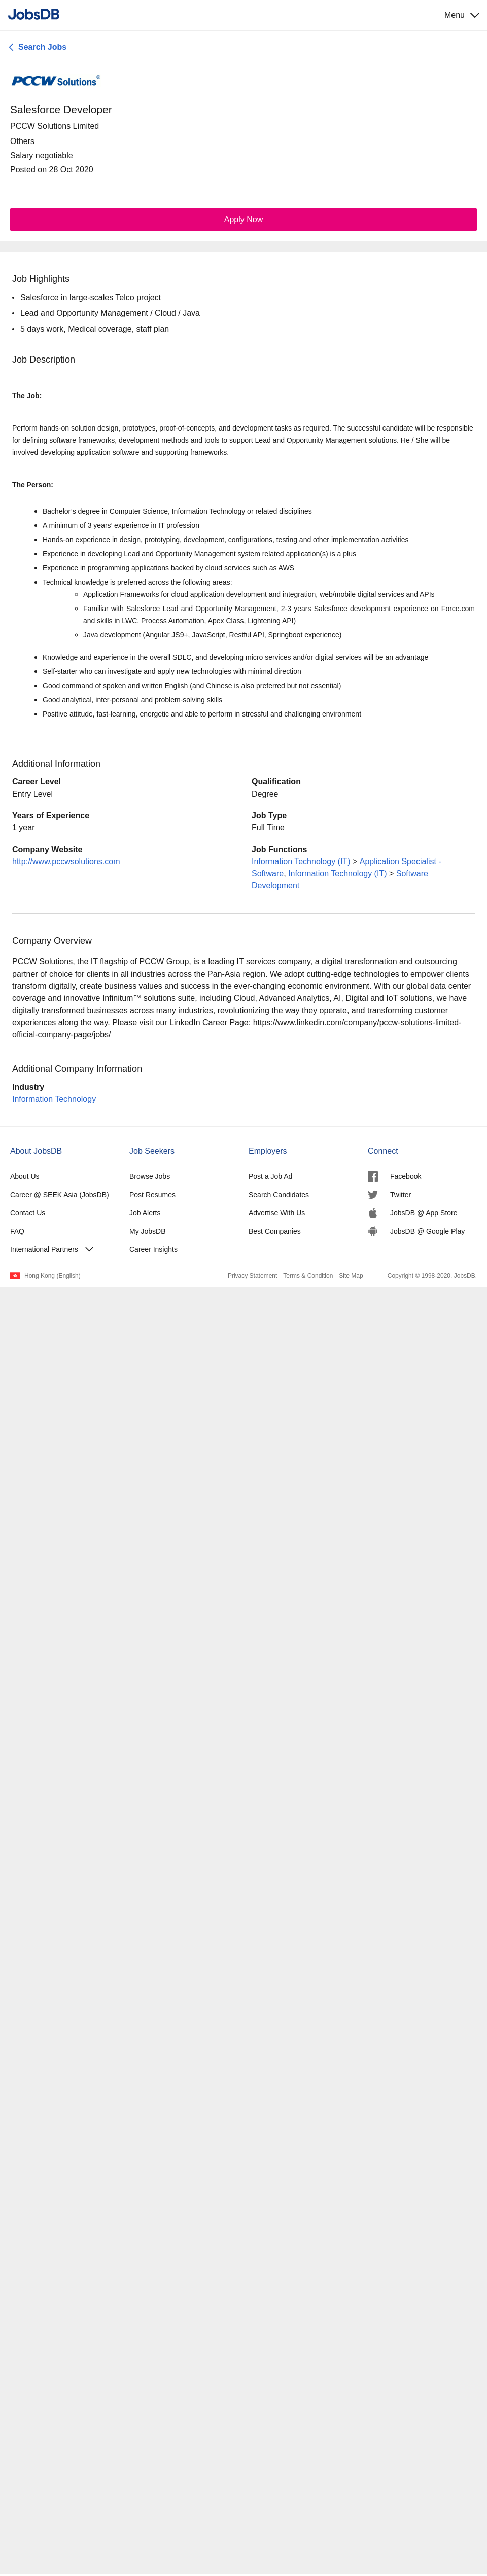 JobsDB
Menu
Search Jobs
PCCW Solutions®
Salesforce Developer
PCCW Solutions Limited
Others
Salary negotiable
Posted on 28 Oct 2020
Apply Now
Job Highlights
• Salesforce in large-scales Telco project
• Lead and Opportunity Management / Cloud / Java
• 5 days work, Medical coverage, staff plan
Job Description
The Job:
Perform hands-on solution design, prototypes, proof-of-concepts, and development tasks as required. The successful candidate will be responsible
for defining software frameworks, development methods and tools to support Lead and Opportunity Management solutions. He / She will be
involved developing application software and supporting frameworks.
The Person:
• Bachelor's degree in Computer Science, Information Technology or related disciplines
• A minimum of 3 years' experience in IT profession
• Hands-on experience in design, prototyping, development, configurations, testing and other implementation activities
• Experience in developing Lead and Opportunity Management system related application(s) is a plus
• Experience in programming applications backed by cloud services such as AWS
• Technical knowledge is preferred across the following areas:
◦ Application Frameworks for cloud application development and integration, web/mobile digital services and APIs
◦ Familiar with Salesforce Lead and Opportunity Management, 2-3 years Salesforce development experience on Force.com
and skills in LWC, Process Automation, Apex Class, Lightening API)
◦ Java development (Angular JS9+, JavaScript, Restful API, Springboot experience)
• Knowledge and experience in the overall SDLC, and developing micro services and/or digital services will be an advantage
• Self-starter who can investigate and apply new technologies with minimal direction
• Good command of spoken and written English (and Chinese is also preferred but not essential)
• Good analytical, inter-personal and problem-solving skills
• Positive attitude, fast-learning, energetic and able to perform in stressful and challenging environment
Additional Information
Career Level
Entry Level
Qualification
Degree
Years of Experience
1 year
Job Type
Full Time
Company Website
http://www.pccwsolutions.com
Job Functions
Information Technology (IT) > Application Specialist -
Software, Information Technology (IT) > Software
Development
Company Overview
PCCW Solutions, the IT flagship of PCCW Group, is a leading IT services company, a digital transformation and outsourcing
partner of choice for clients in all industries across the Pan-Asia region. We adopt cutting-edge technologies to empower clients
transform digitally, create business values and success in the ever-changing economic environment. With our global data center
coverage and innovative Infinitum™ solutions suite, including Cloud, Advanced Analytics, AI, Digital and IoT solutions, we have
digitally transformed businesses across many industries, revolutionizing the way they operate, and transforming customer
experiences along the way. Please visit our LinkedIn Career Page: https://www.linkedin.com/company/pccw-solutions-limited-
official-company-page/jobs/
Additional Company Information
Industry
Information Technology
About JobsDB
About Us
Career @ SEEK Asia (JobsDB)
Contact Us
FAQ
International Partners
Job Seekers
Browse Jobs
Post Resumes
Job Alerts
My JobsDB
Career Insights
Employers
Post a Job Ad
Search Candidates
Advertise With Us
Best Companies
Connect
Facebook
Twitter
JobsDB @ App Store
JobsDB @ Google Play
Hong Kong (English)
Privacy Statement Terms & Condition Site Map Copyright © 1998-2020, JobsDB.